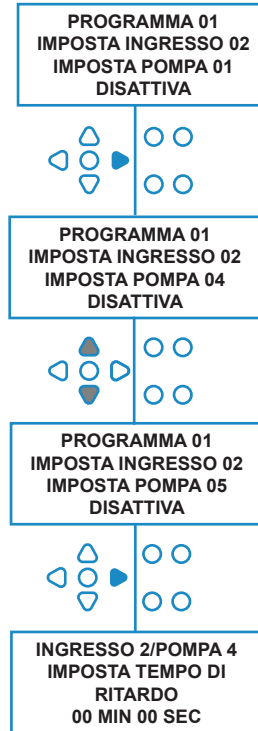 PROGRAMMA 01
IMPOSTA INGRESSO 02
IMPOSTA POMPA 01
DISATTIVA
PROGRAMMA 01
IMPOSTA INGRESSO 02
IMPOSTA POMPA 04
DISATTIVA
PROGRAMMA 01
IMPOSTA INGRESSO 02
IMPOSTA POMPA 05
DISATTIVA
INGRESSO 2/POMPA 4
IMPOSTA TEMPO DI
RITARDO
00 MIN 00 SEC